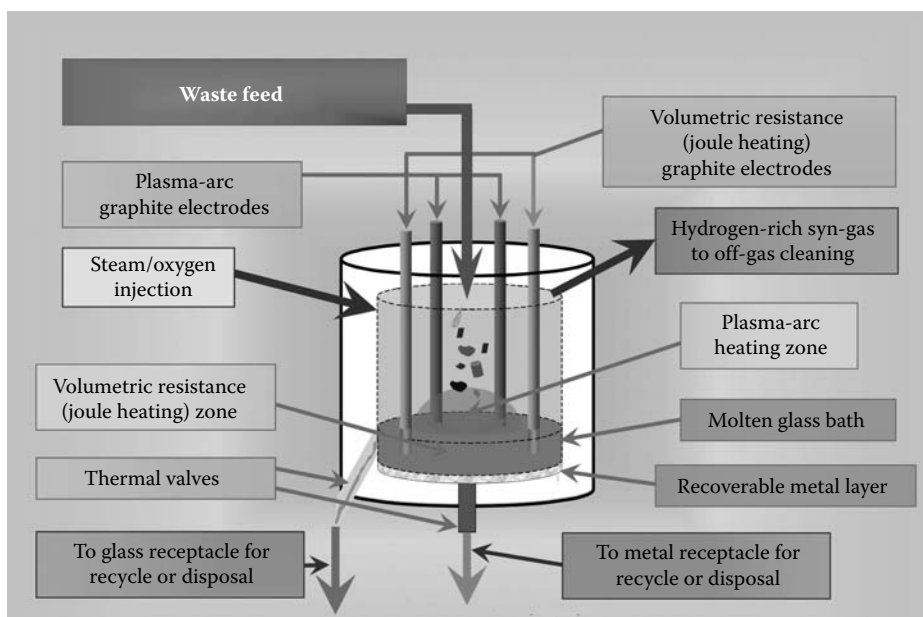 Waste feed
Volumetric resistance
(joule heating)
graphite electrodes
Plasma-arc
graphite electrodes
Hydrogen-rich syn-gas
to off-gas cleaning
Steam/oxygen
injection
Plasma-arc
heating zone
Volumetric resistance
(joule heating) zone
Molten glass bath
Thermal valves
Recoverable metal layer
To glass receptacle for
recycle or disposal
To metal receptacle for
recycle or disposal